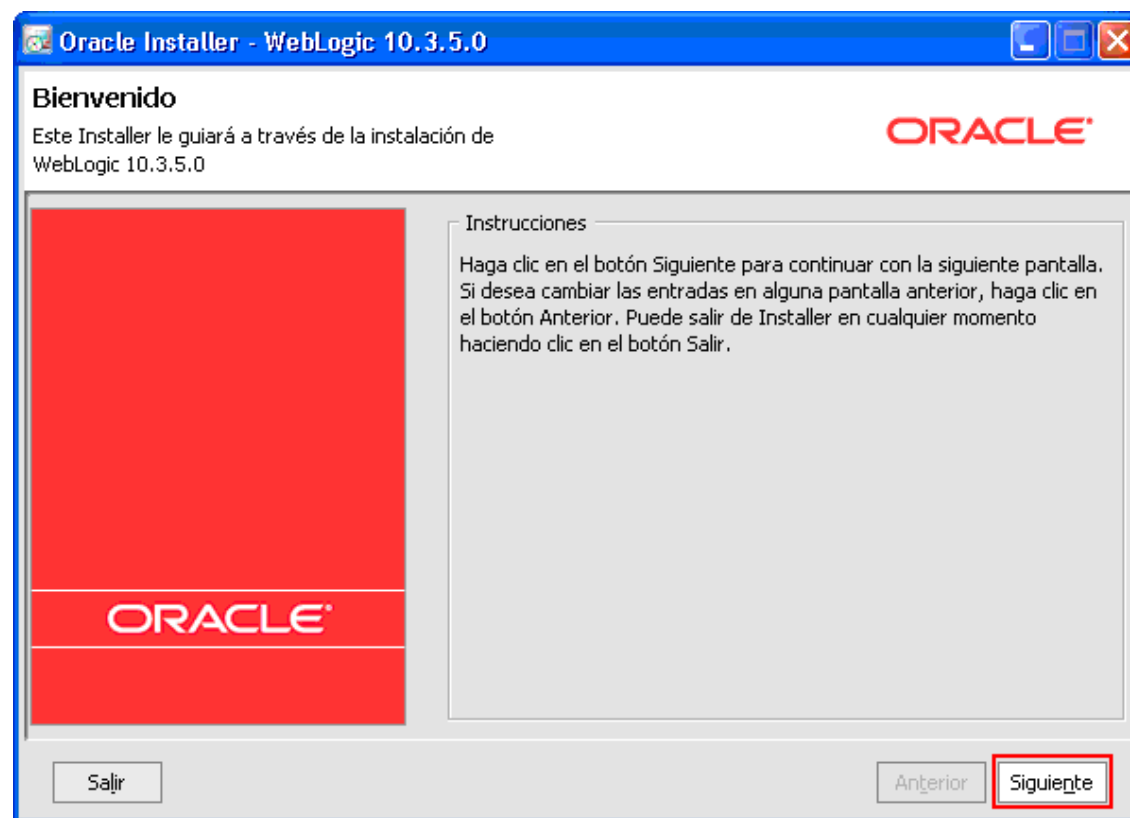 Oracle Installer - WebLogic 10.3.5.0
Bienvenido
Este Installer le guiará a través de la instalación de
WebLogic 10.3.5.0
ORACLE
Instrucciones
Haga clic en el botón Siguiente para continuar con la siguiente pantalla.
Si desea cambiar las entradas en alguna pantalla anterior, haga clic en
el botón Anterior. Puede salir de Installer en cualquier momento
haciendo clic en el botón Salir.
ORACLE
Salir
Anterior
Siguiente